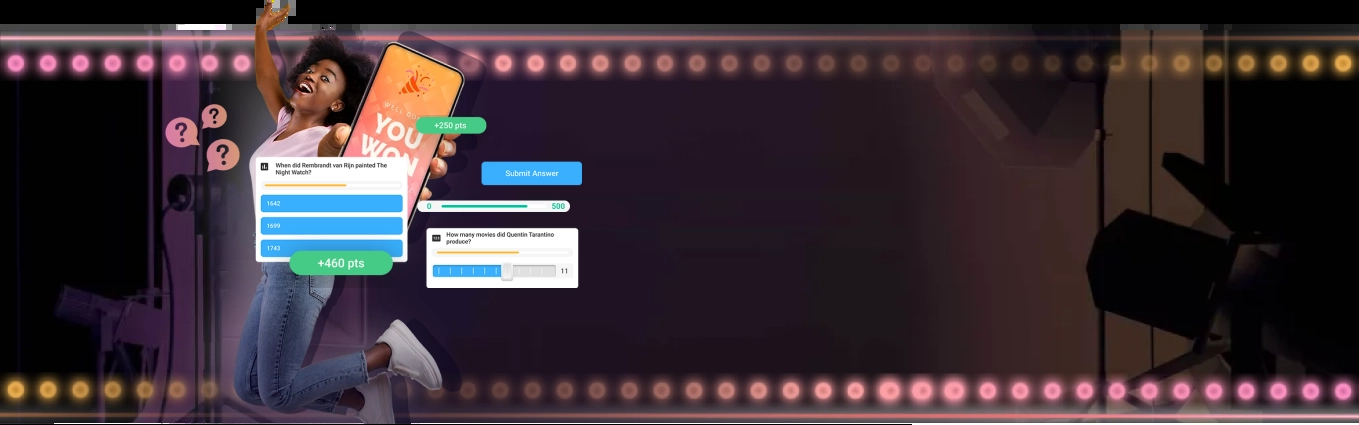 WELL DO
YOU
WON
+250 pts
When did Rembrandt van Rijn painted The
Night Watch?
1642
1699
1743
+460 pts
Submit Answer
0
500
How many movies did Quentin Tarantino
produce?
11
?
?
?